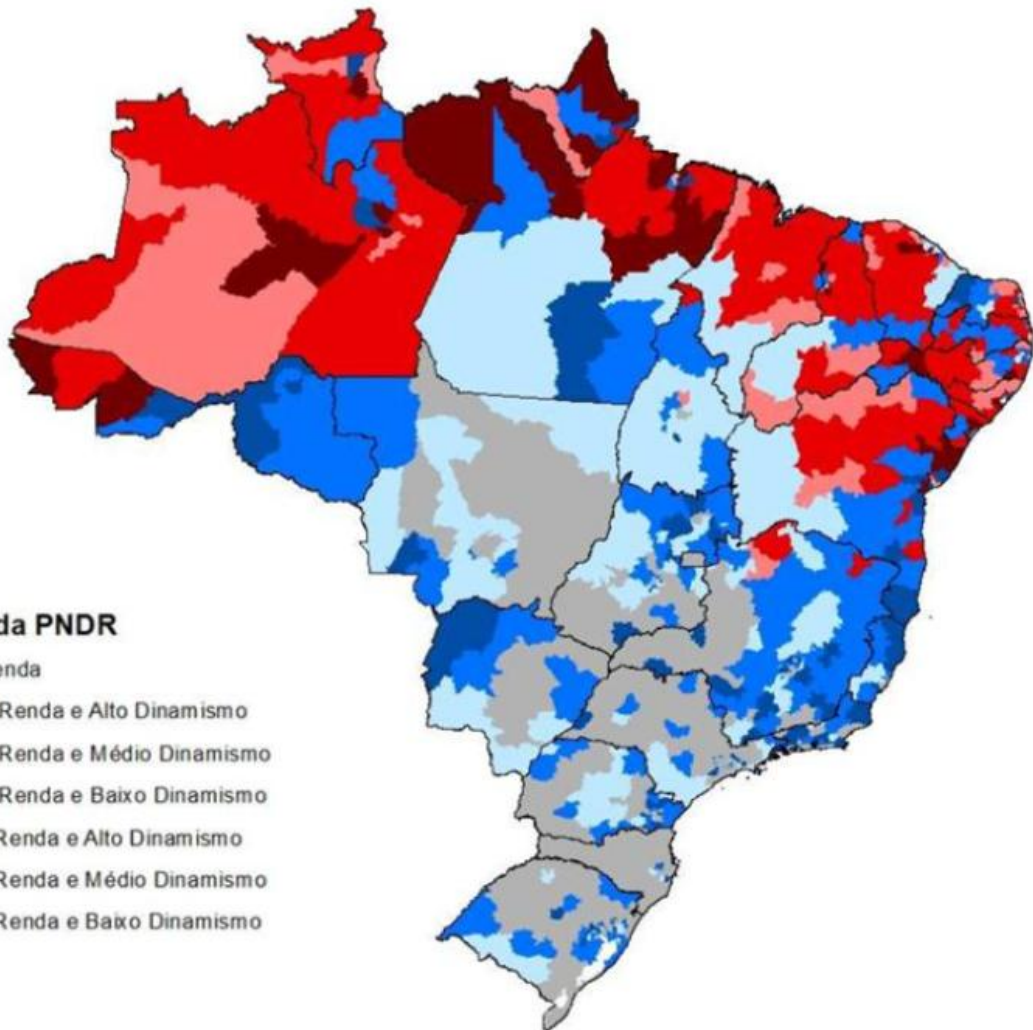 da PNDR
enda
Renda e Alto Dinamismo
Renda e Médio Dinamismo
Renda e Baixo Dinamismo
Renda e Alto Dinamismo
Renda e Médio Dinamismo
Renda e Baixo Dinamismo